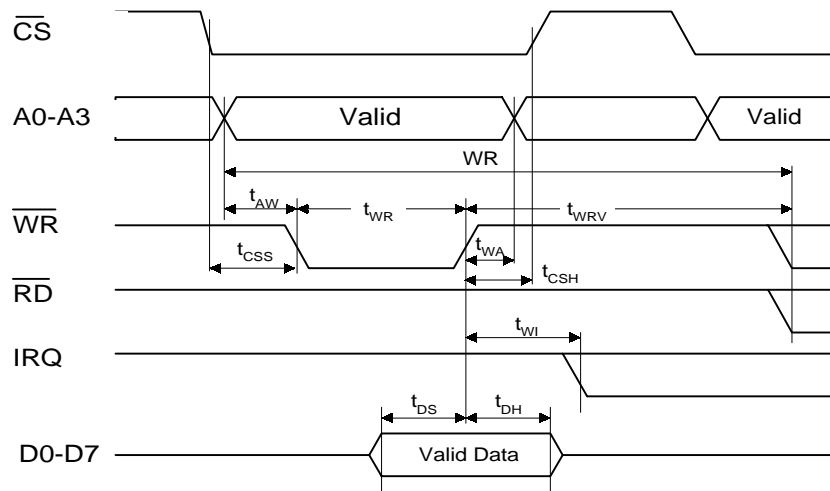 CS
A0-A3 Valid Valid
WR
t_AW t_WR t_WRV
WR
t_CSS t_WA t_CSH
RD
t_WI
IRQ
t_DS t_DH
D0-D7 Valid Data